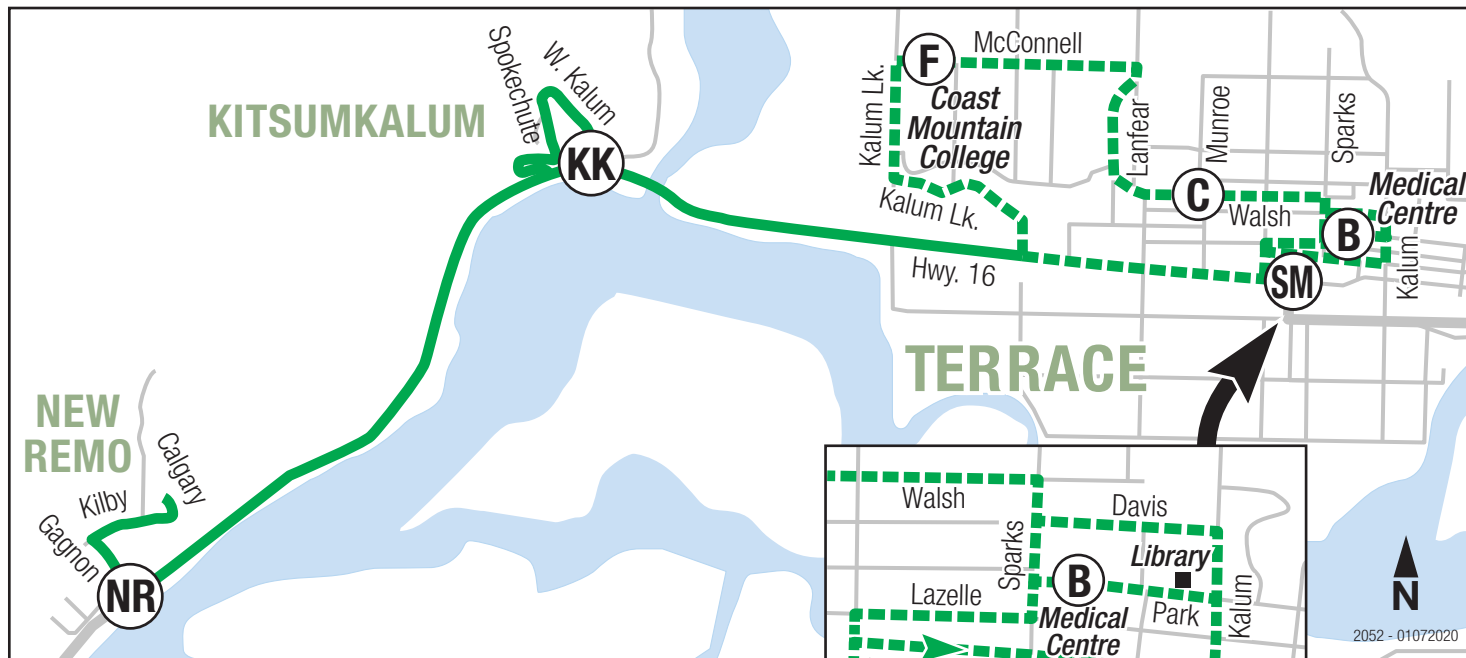 KITSUMKALUM
Spokechute
W. Kalum
KK
F
McConnell
Coast
Mountain
College
Kalum Lk.
Kalum Lk.
Lanfear
Munroe
Sparks
C
Walsh
Medical
Centre
B
Kalum
SM
Hwy. 16
TERRACE
NEW
REMO
Calgary
Kilby
Gagnon
NR
Walsh
Davis
Sparks
Library
B
Lazelle
Park
Kalum
Medical
Centre
N
2052 - 01072020